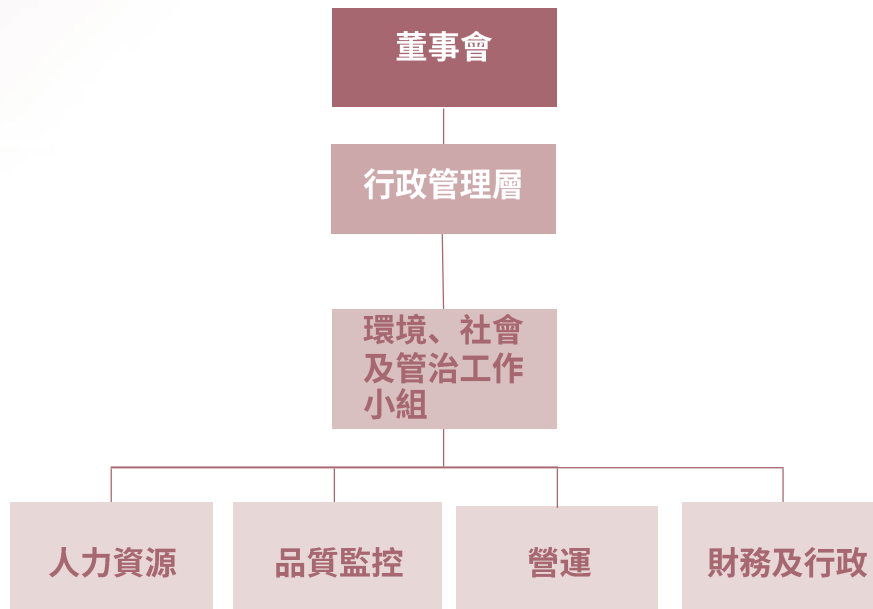 董事會
行政管理層
環境、社會
及管治工作
小組
人力資源
品質監控
營運
財務及行政